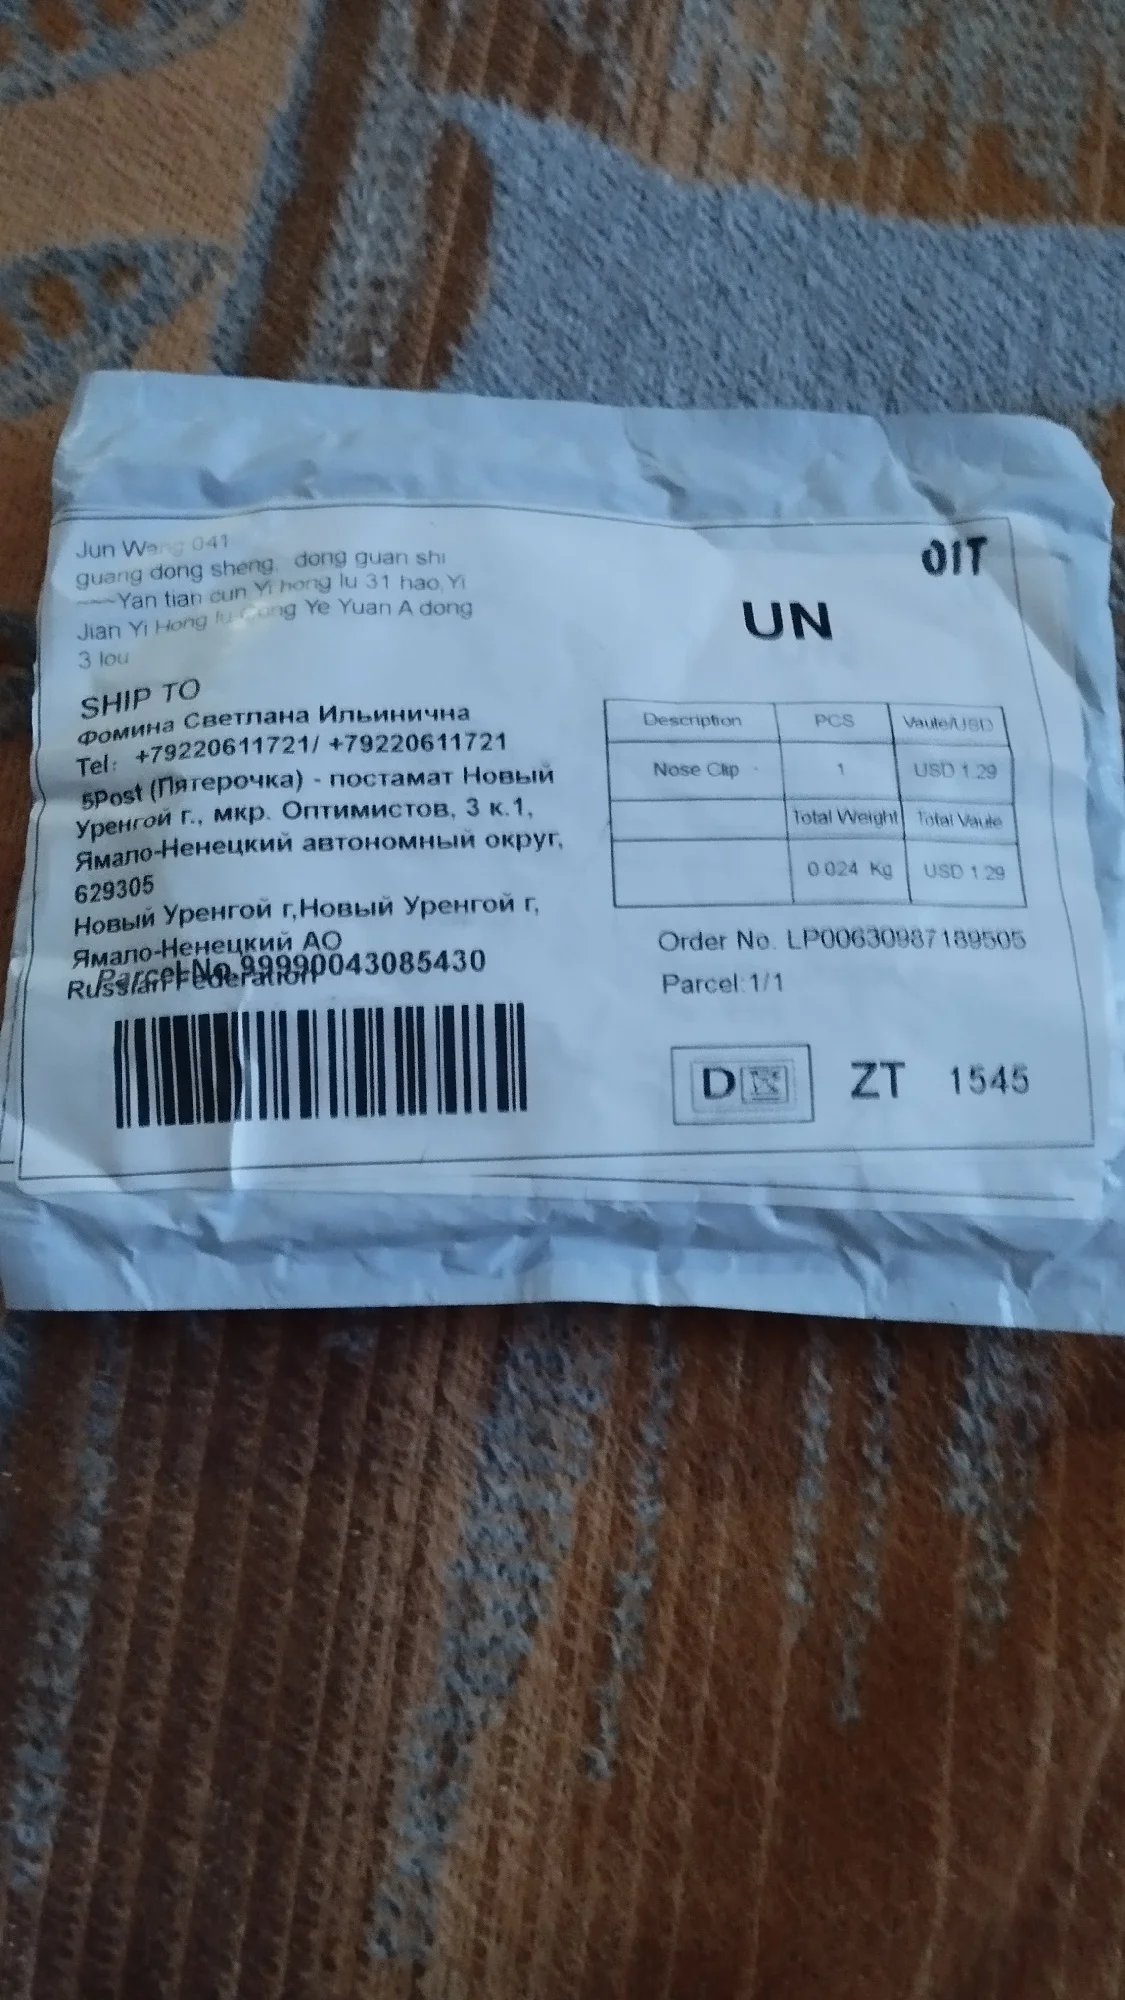 Jun Wang 041
guang dong sheng, dong guan shi
~~~Yan tian cun Yi hong lu 31 hao, Yi
Jian Yi Hong lu Gong Ye Yuan A dong
3 lou
SHIP TO
Фомина Светлана Ильинична
Tel: +79220611721/ +79220611721
5Post (Пятерочка) - постамат Новый
Уренгой г., мкр. Оптимистов, 3 к.1,
Ямало-Ненецкий автономный округ,
629305
Новый Уренгой г,Новый Уренгой г,
Ямало-Ненецкий АО
Parcel No.99990043085430
Russian Federation
01T
UN
Description PCS Vaule/USD
Nose Clip 1 USD 1.29
Total Weight Total Vaule
0.024 Kg USD 1.29
Order No. LP00630987189505
Parcel:1/1
D ZT 1545